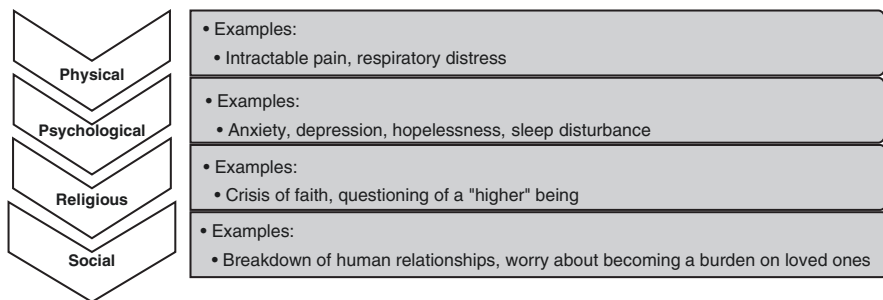 • Examples:
• Intractable pain, respiratory distress
Physical
• Examples:
• Anxiety, depression, hopelessness, sleep disturbance
Psychological
• Examples:
• Crisis of faith, questioning of a "higher" being
Religious
• Examples:
• Breakdown of human relationships, worry about becoming a burden on loved ones
Social